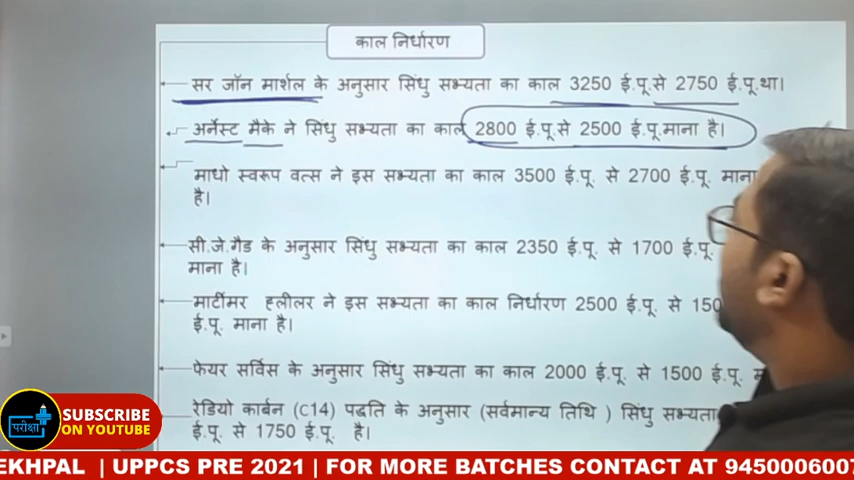 काल निर्धारण
सर जॉन मार्शल के अनुसार सिंधु सभ्यता का काल 3250 ई.पू.से 2750 ई.पू.था।
अर्नेस्ट मैके ने सिंधु सभ्यता का काल 2800 ई.पू.से 2500 ई.पू.माना है।
माधो स्वरूप वत्स ने इस सभ्यता का काल 3500 ई.पू. से 2700 ई.पू. माना
है।
सी.जे.गैड के अनुसार सिंधु सभ्यता का काल 2350 ई.पू. से 1700 ई.पू.
माना है।
मार्टीमर ह्लीलर ने इस सभ्यता का काल निर्धारण 2500 ई.पू. से 150
ई.पू. माना है।
फेयर सर्विस के अनुसार सिंधु सभ्यता का काल 2000 ई.पू. से 1500 ई.पू.
रेडियो कार्बन (C14) पद्धति के अनुसार (सर्वमान्य तिथि ) सिंधु सभ्यता
ई.पू. से 1750 ई.पू. है।
परीक्षा
SUBSCRIBE
ON YOUTUBE
EKHPAL | UPPCS PRE 2021 | FOR MORE BATCHES CONTACT AT 9450006007